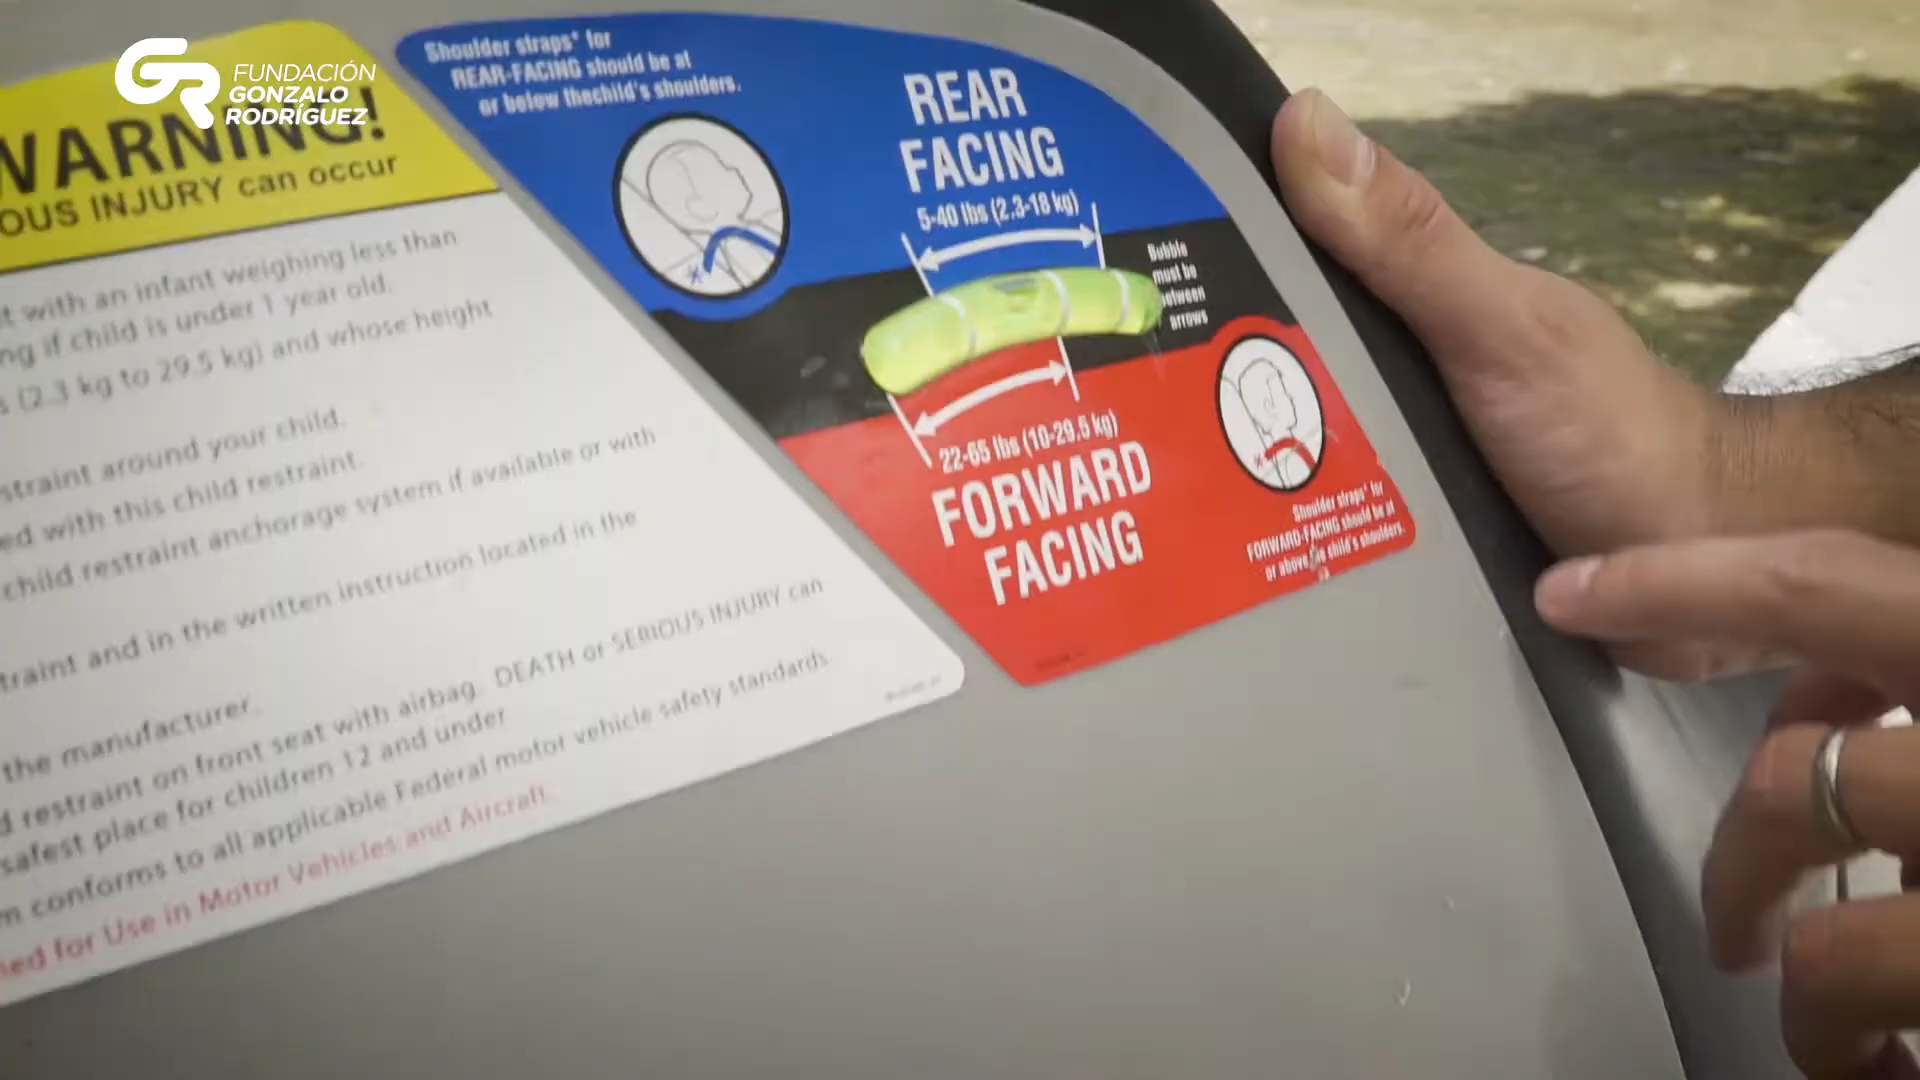 FUNDACIÓN
GONZALO
RODRÍGUEZ
WARNING!
OUS INJURY can occur
t with an infant weighing less than
ng if child is under 1 year old.
s (2.3 kg to 29.5 kg) and whose height
straint around your child.
ed with this child restraint.
child restraint anchorage system if available or with
traint and in the written instruction located in the
the manufacturer.
d restraint on front seat with airbag. DEATH or SERIOUS INJURY can
safest place for children 12 and under
m conforms to all applicable Federal motor vehicle safety standards
ied for Use in Motor Vehicles and Aircraft
Shoulder straps* for
REAR-FACING should be at
or below thechild's shoulders.
REAR
FACING
5-40 lbs (2.3-18 kg)
Bubble
must be
between
arrows
22-65 lbs (10-29.5 kg)
FORWARD
FACING
Shoulder straps* for
FORWARD-FACING should be at
or above the child's shoulders.